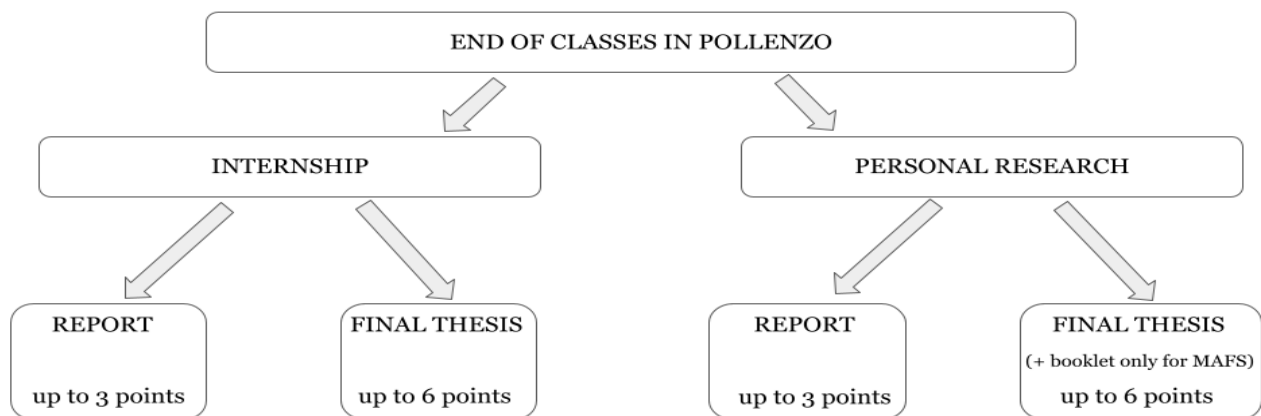 END OF CLASSES IN POLLENZO
INTERNSHIP
PERSONAL RESEARCH
REPORT
up to 3 points
FINAL THESIS
up to 6 points
REPORT
up to 3 points
FINAL THESIS
(+ booklet only for MAFS)
up to 6 points